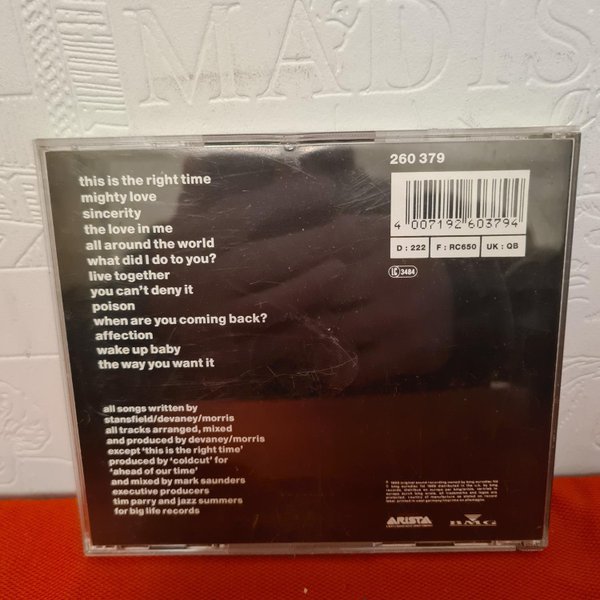 MADIS
this is the right time
mighty love
sincerity
the love in me
all around the world
what did I do to you?
live together
you can't deny it
poison
when are you coming back?
affection
wake up baby
the way you want it
all songs written by
stansfield/devaney/morris
all tracks arranged, mixed
and produced by devaney/morris
except 'this is the right time'
produced by 'coldcut' for
'ahead of our time'
and mixed by mark saunders
executive producers
tim parry and jazz summers
for big life records
260 379
4 007192 603794
D : 222 F : RC650 UK : QB
LC 3484
ARISTA
BMG